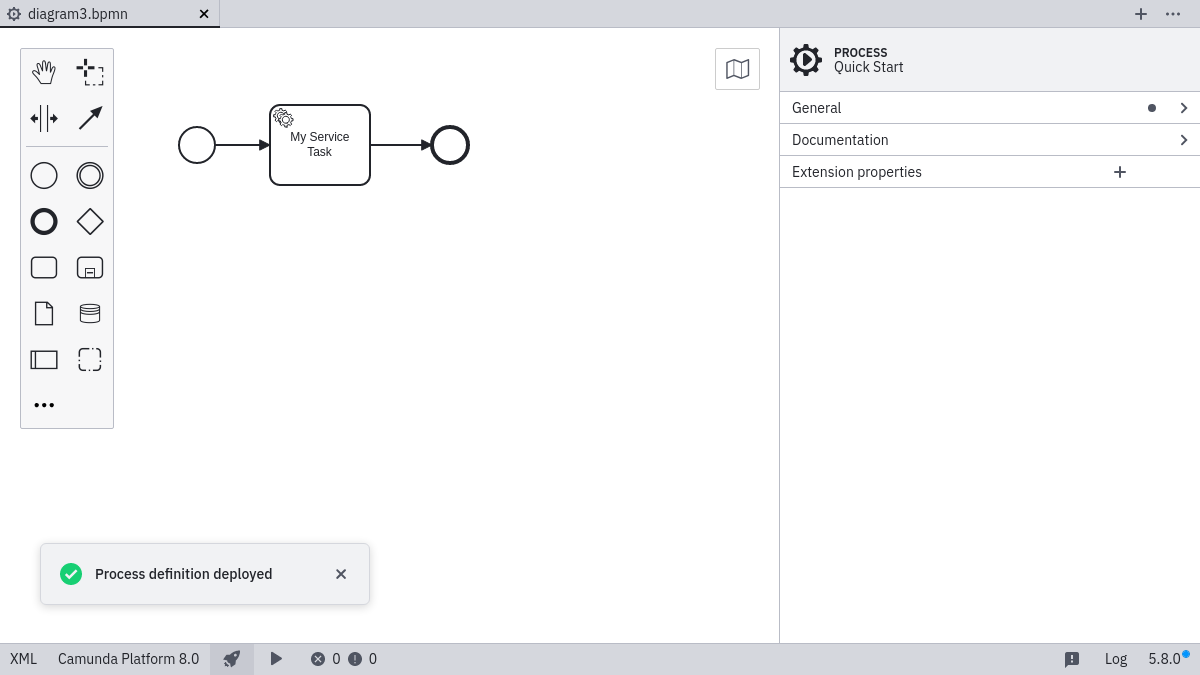 diagram3.bpmn
PROCESS
Quick Start
General
Documentation
Extension properties
My Service
Task
Process definition deployed
XML
Camunda Platform 8.0
0
0
Log
5.8.0